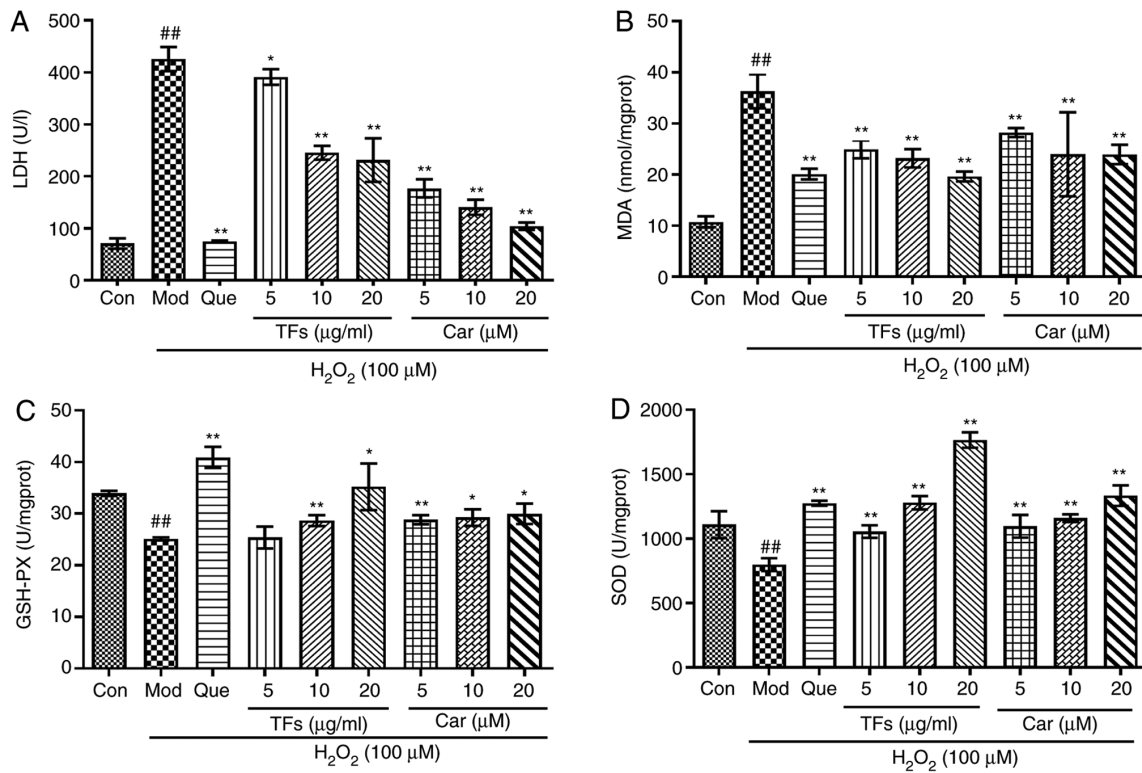 A
LDH (U/l)
500
400
300
200
100
0
##
**
*
**
**
**
**
**
Con Mod Que 5 10 20 5 10 20
TFs (μg/ml) Car (μM)
H₂O₂ (100 μM)
B
MDA (nmol/mgprot)
50
40
30
20
10
0
##
**
**
**
**
**
**
**
Con Mod Que 5 10 20 5 10 20
TFs (μg/ml) Car (μM)
H₂O₂ (100 μM)
C
GSH-PX (U/mgprot)
50
40
30
20
10
0
##
**
**
*
**
*
*
Con Mod Que 5 10 20 5 10 20
TFs (μg/ml) Car (μM)
H₂O₂ (100 μM)
D
SOD (U/mgprot)
2000
1500
1000
500
0
##
**
**
**
**
**
**
**
Con Mod Que 5 10 20 5 10 20
TFs (μg/ml) Car (μM)
H₂O₂ (100 μM)